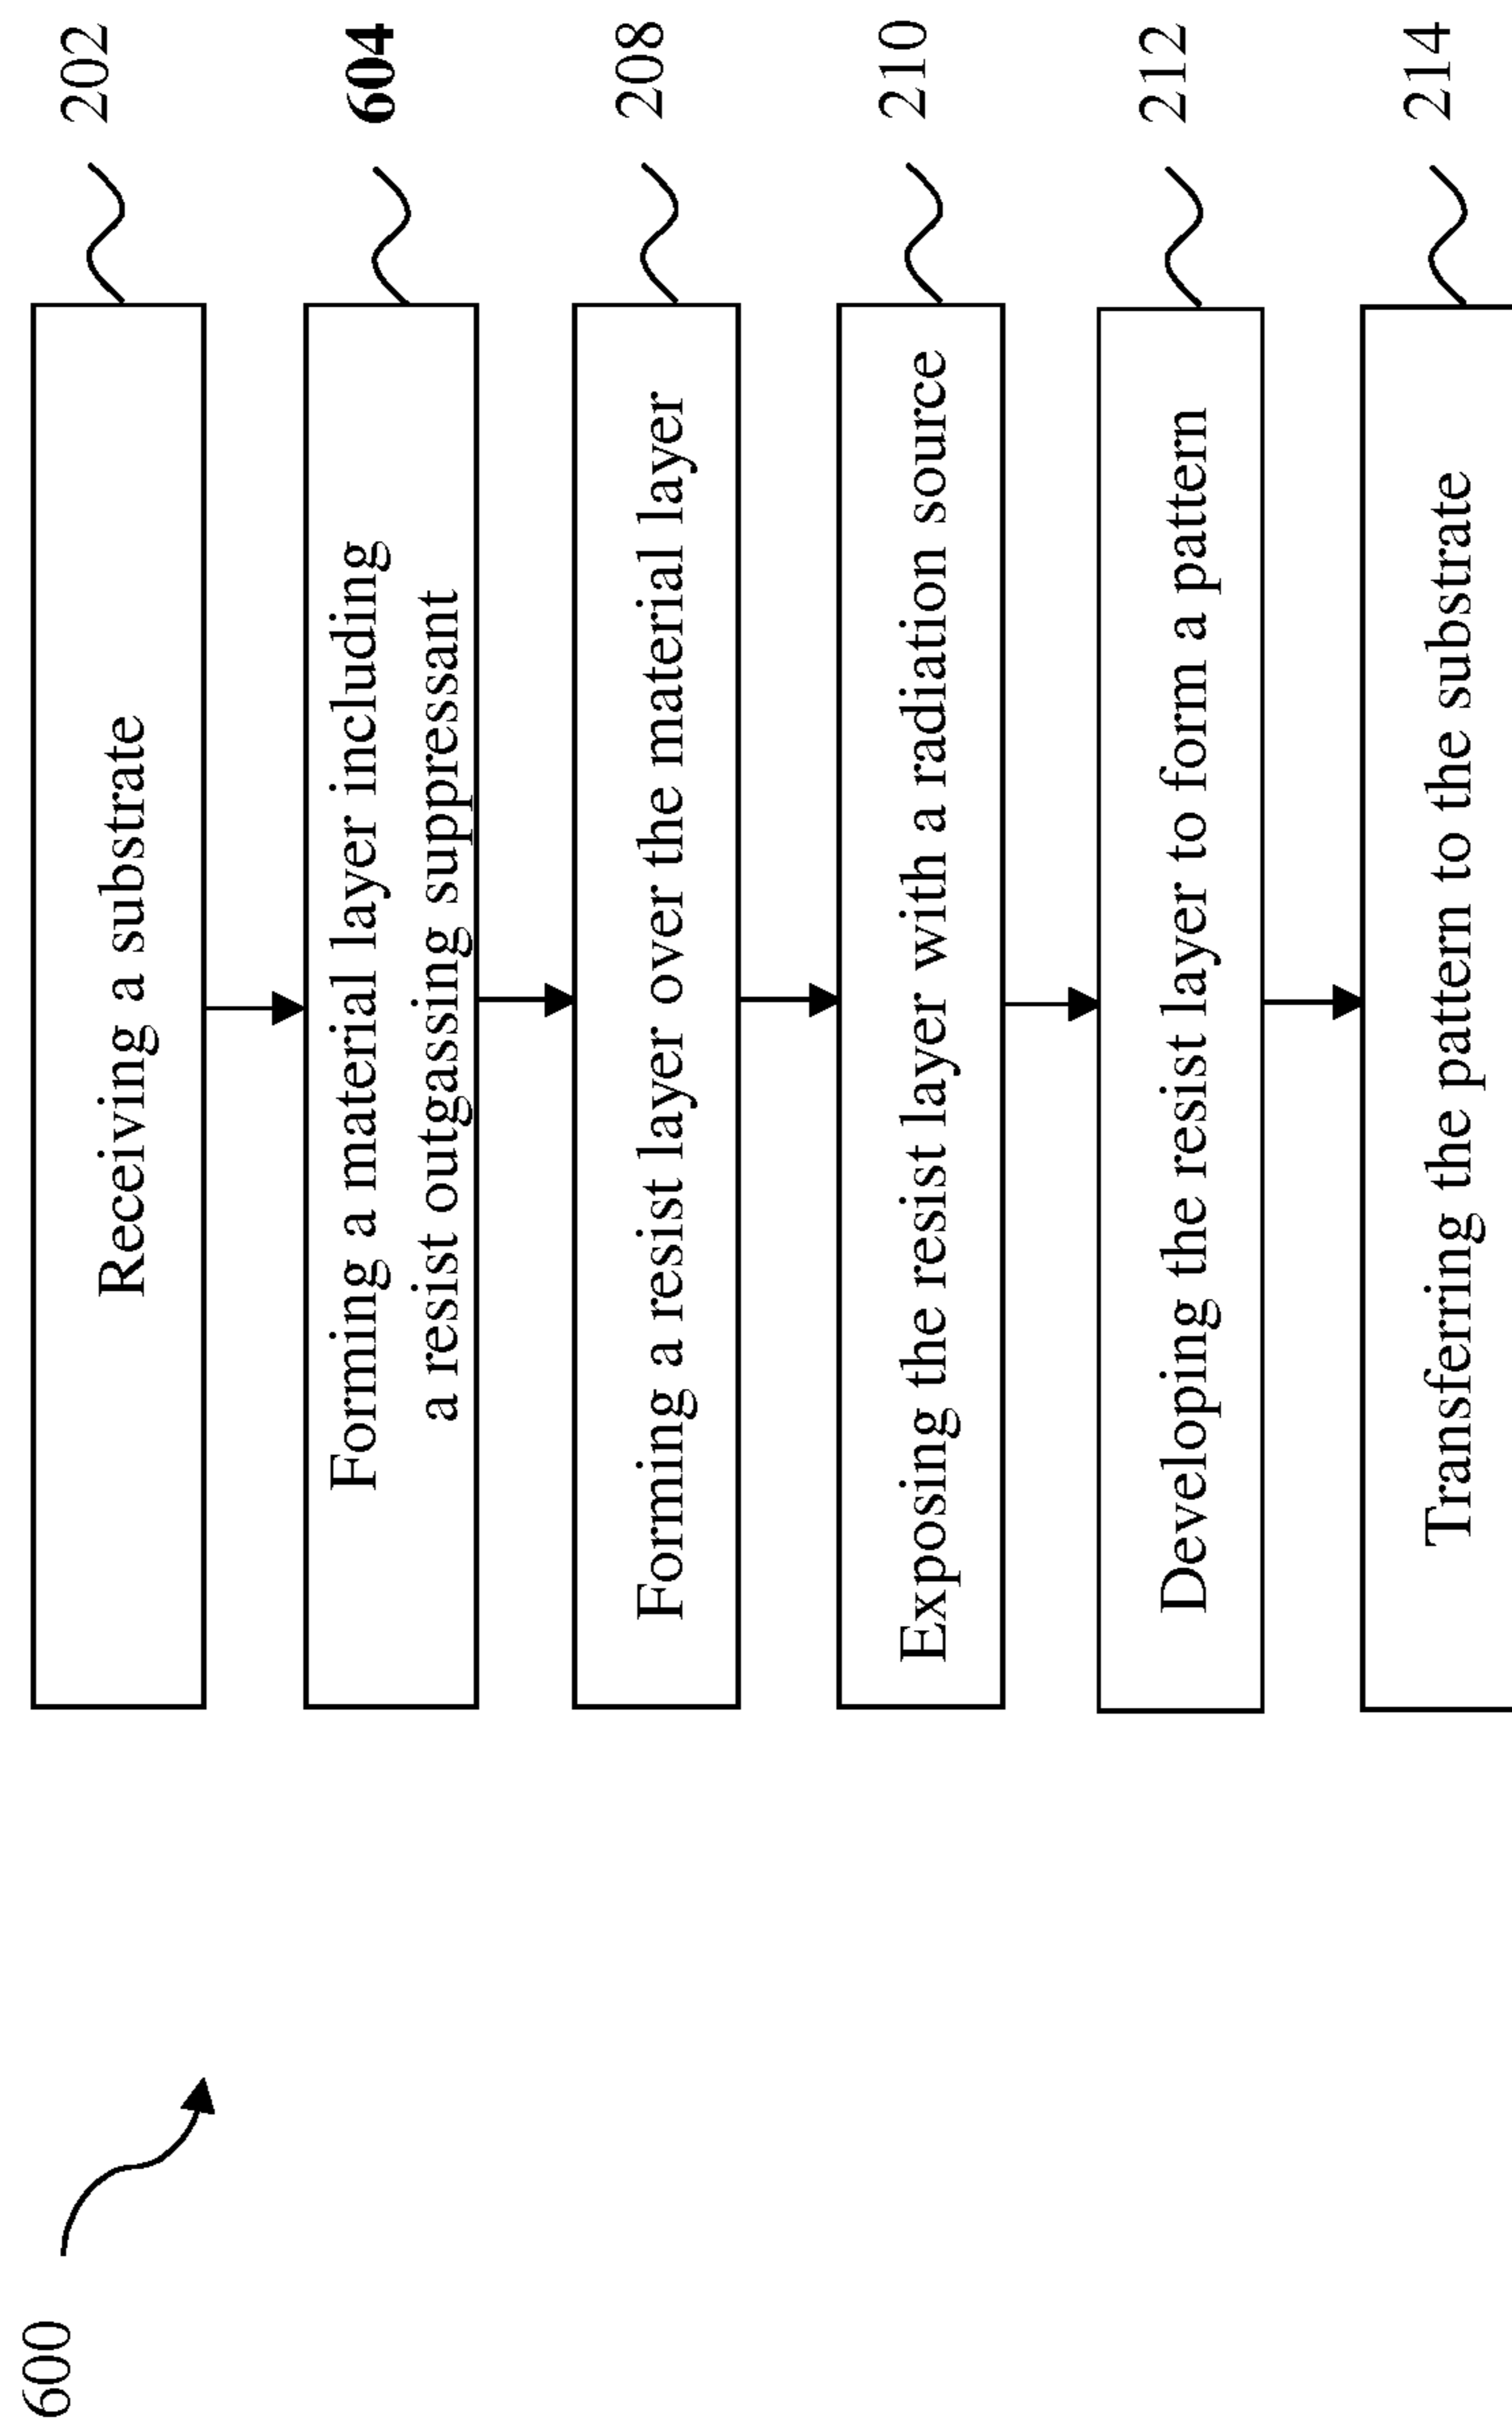 600
Receiving a substrate
202
Forming a material layer including
a resist outgassing suppressant
604
Forming a resist layer over the material layer
208
Exposing the resist layer with a radiation source
210
Developing the resist layer to form a pattern
212
Transferring the pattern to the substrate
214